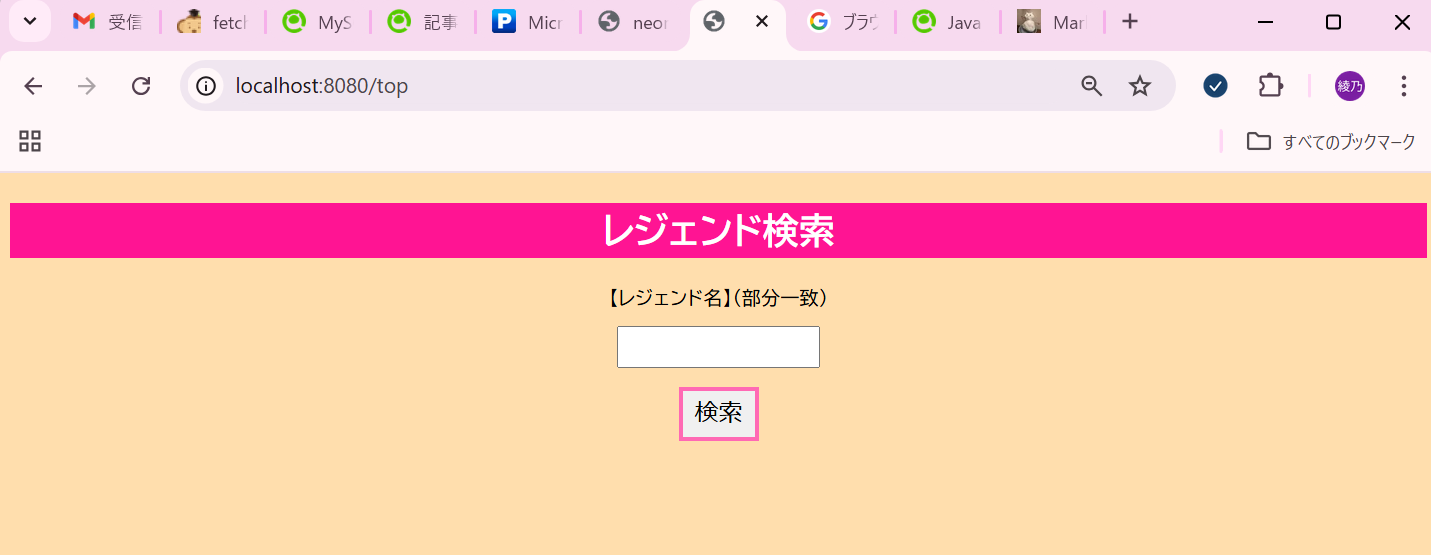 受信
fetch
MyS
記事
Micr
neor
ブラウ
Java
Mari
localhost:8080/top
綾乃
すべてのブックマーク
レジェンド検索
【レジェンド名】(部分一致)
検索